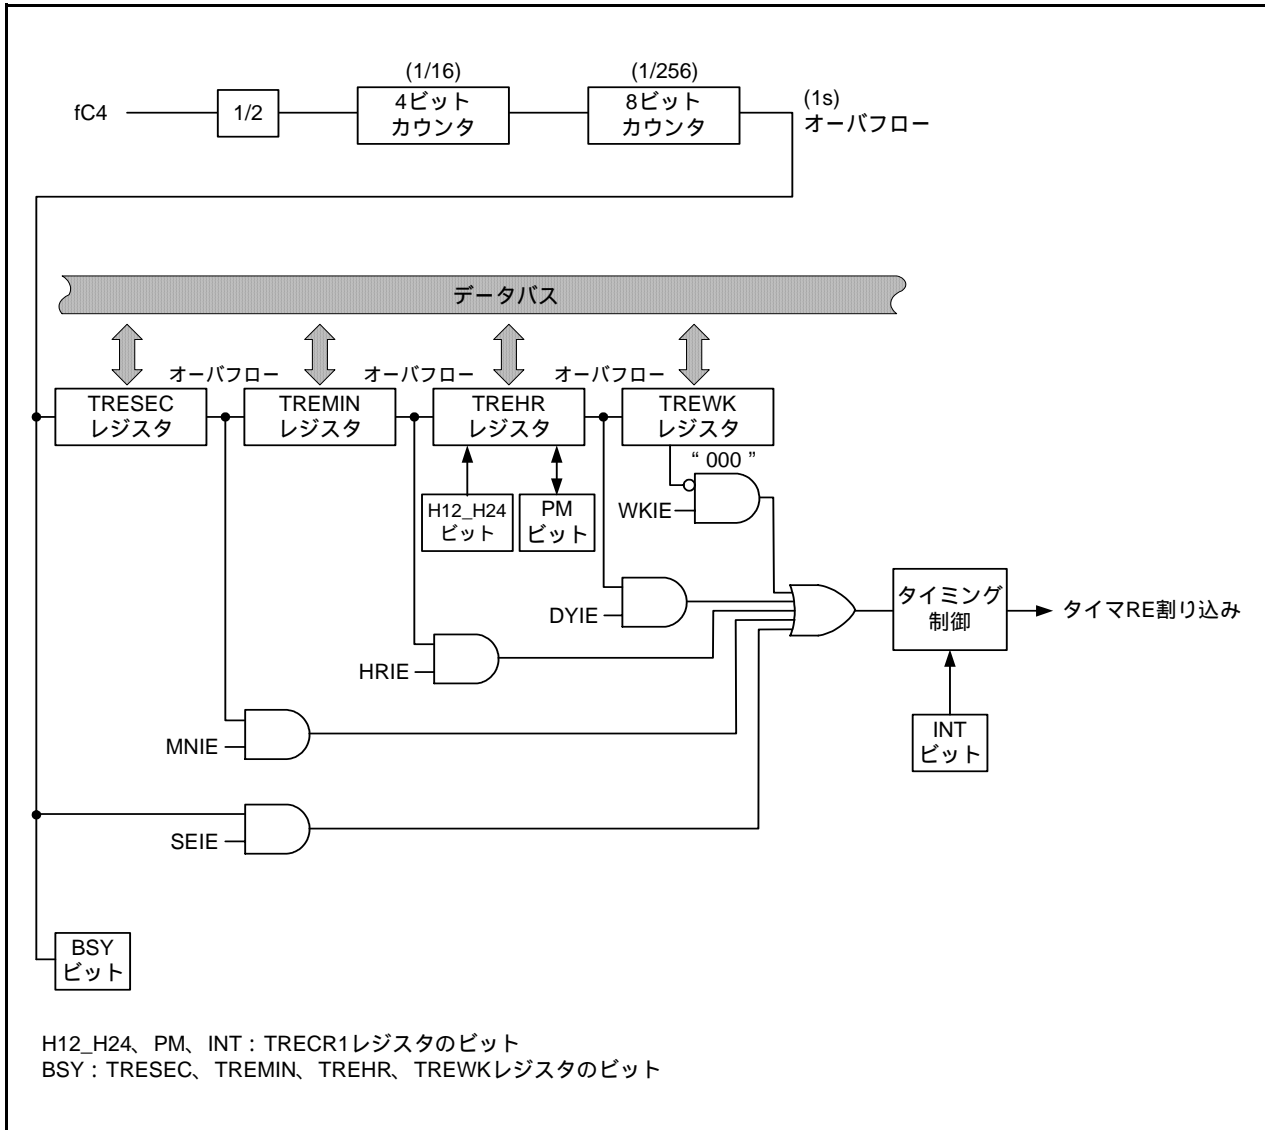 (1/16)
(1/256)
fC4
1/2
4ビット
カウンタ
8ビット
カウンタ
(1s)
オーバフロー
データバス
オーバフロー
オーバフロー
オーバフロー
TRESEC
レジスタ
TREMIN
レジスタ
TREHR
レジスタ
TREWK
レジスタ
“ 000 ”
H12_H24
ビット
PM
ビット
WKIE
DYIE
タイミング
制御
タイマRE割り込み
HRIE
INT
ビット
MNIE
SEIE
BSY
ビット
H12_H24、PM、INT：TRECR1レジスタのビット
BSY：TRESEC、TREMIN、TREHR、TREWKレジスタのビット